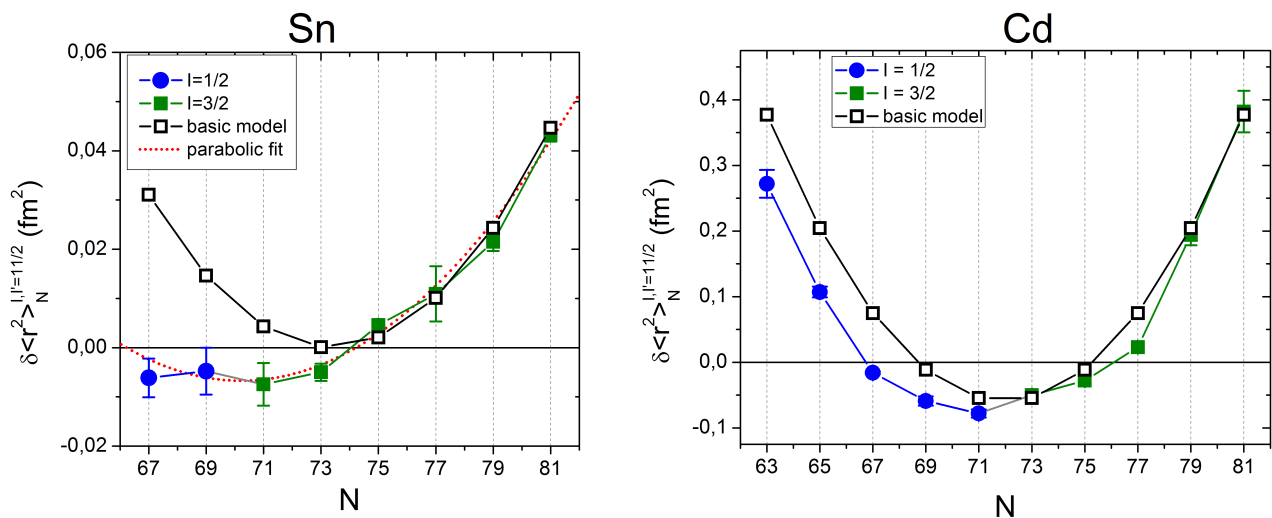 Sn
0,06
0,04
0,02
0,00
-0,02
δ<r²>_N^{I,I'=11/2} (fm²)
I=1/2
I=3/2
basic model
parabolic fit
67 69 71 73 75 77 79 81
N
Cd
0,4
0,3
0,2
0,1
0,0
-0,1
δ<r²>_N^{I,I'=11/2} (fm²)
I = 1/2
I = 3/2
basic model
63 65 67 69 71 73 75 77 79 81
N